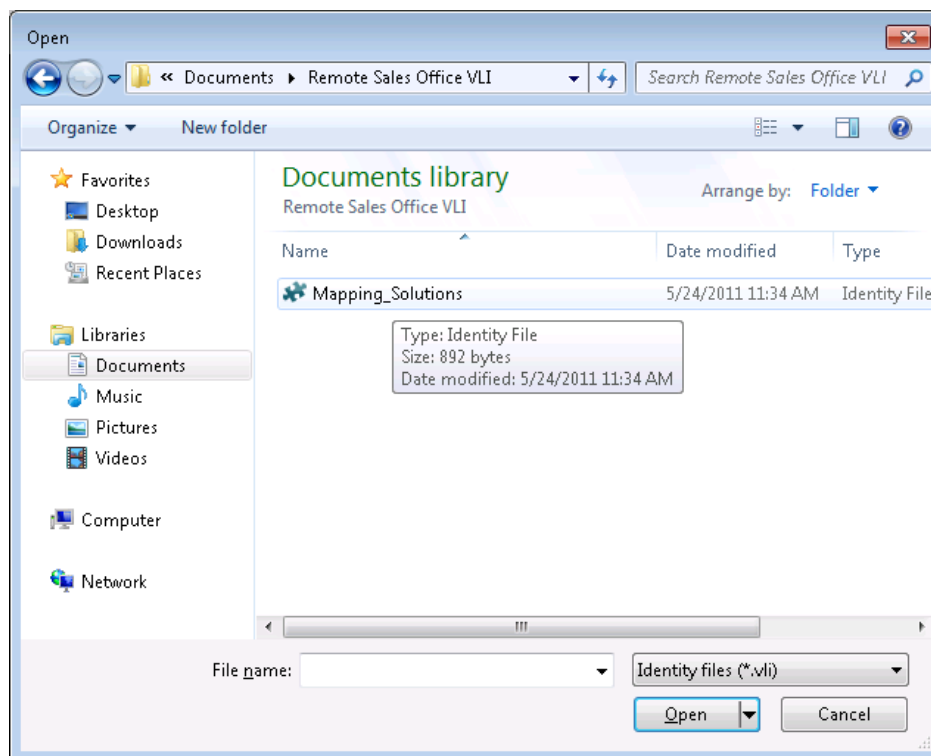 Open
« Documents Remote Sales Office VLI
Search Remote Sales Office VLI
Organize New folder
Favorites
Desktop
Downloads
Recent Places
Libraries
Documents
Music
Pictures
Videos
Computer
Network
Documents library
Remote Sales Office VLI
Arrange by: Folder
Name Date modified Type
Mapping_Solutions 5/24/2011 11:34 AM Identity File
Type: Identity File
Size: 892 bytes
Date modified: 5/24/2011 11:34 AM
File name: Identity files (*.vli)
Open Cancel